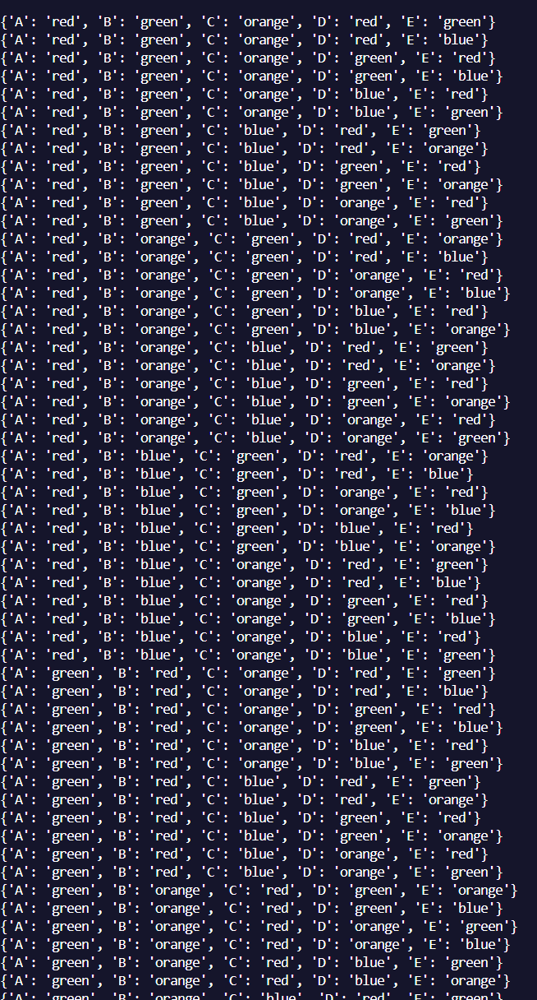 {'A': 'red', 'B': 'green', 'C': 'orange', 'D': 'red', 'E': 'green'}
{'A': 'red', 'B': 'green', 'C': 'orange', 'D': 'red', 'E': 'blue'}
{'A': 'red', 'B': 'green', 'C': 'orange', 'D': 'green', 'E': 'red'}
{'A': 'red', 'B': 'green', 'C': 'orange', 'D': 'green', 'E': 'blue'}
{'A': 'red', 'B': 'green', 'C': 'orange', 'D': 'blue', 'E': 'red'}
{'A': 'red', 'B': 'green', 'C': 'orange', 'D': 'blue', 'E': 'green'}
{'A': 'red', 'B': 'green', 'C': 'blue', 'D': 'red', 'E': 'green'}
{'A': 'red', 'B': 'green', 'C': 'blue', 'D': 'red', 'E': 'orange'}
{'A': 'red', 'B': 'green', 'C': 'blue', 'D': 'green', 'E': 'red'}
{'A': 'red', 'B': 'green', 'C': 'blue', 'D': 'green', 'E': 'orange'}
{'A': 'red', 'B': 'green', 'C': 'blue', 'D': 'orange', 'E': 'red'}
{'A': 'red', 'B': 'green', 'C': 'blue', 'D': 'orange', 'E': 'green'}
{'A': 'red', 'B': 'orange', 'C': 'green', 'D': 'red', 'E': 'orange'}
{'A': 'red', 'B': 'orange', 'C': 'green', 'D': 'red', 'E': 'blue'}
{'A': 'red', 'B': 'orange', 'C': 'green', 'D': 'orange', 'E': 'red'}
{'A': 'red', 'B': 'orange', 'C': 'green', 'D': 'orange', 'E': 'blue'}
{'A': 'red', 'B': 'orange', 'C': 'green', 'D': 'blue', 'E': 'red'}
{'A': 'red', 'B': 'orange', 'C': 'green', 'D': 'blue', 'E': 'orange'}
{'A': 'red', 'B': 'orange', 'C': 'blue', 'D': 'red', 'E': 'green'}
{'A': 'red', 'B': 'orange', 'C': 'blue', 'D': 'red', 'E': 'orange'}
{'A': 'red', 'B': 'orange', 'C': 'blue', 'D': 'green', 'E': 'red'}
{'A': 'red', 'B': 'orange', 'C': 'blue', 'D': 'green', 'E': 'orange'}
{'A': 'red', 'B': 'orange', 'C': 'blue', 'D': 'orange', 'E': 'red'}
{'A': 'red', 'B': 'orange', 'C': 'blue', 'D': 'orange', 'E': 'green'}
{'A': 'red', 'B': 'blue', 'C': 'green', 'D': 'red', 'E': 'orange'}
{'A': 'red', 'B': 'blue', 'C': 'green', 'D': 'red', 'E': 'blue'}
{'A': 'red', 'B': 'blue', 'C': 'green', 'D': 'orange', 'E': 'red'}
{'A': 'red', 'B': 'blue', 'C': 'green', 'D': 'orange', 'E': 'blue'}
{'A': 'red', 'B': 'blue', 'C': 'green', 'D': 'blue', 'E': 'red'}
{'A': 'red', 'B': 'blue', 'C': 'green', 'D': 'blue', 'E': 'orange'}
{'A': 'red', 'B': 'blue', 'C': 'orange', 'D': 'red', 'E': 'green'}
{'A': 'red', 'B': 'blue', 'C': 'orange', 'D': 'red', 'E': 'blue'}
{'A': 'red', 'B': 'blue', 'C': 'orange', 'D': 'green', 'E': 'red'}
{'A': 'red', 'B': 'blue', 'C': 'orange', 'D': 'green', 'E': 'blue'}
{'A': 'red', 'B': 'blue', 'C': 'orange', 'D': 'blue', 'E': 'red'}
{'A': 'red', 'B': 'blue', 'C': 'orange', 'D': 'blue', 'E': 'green'}
{'A': 'green', 'B': 'red', 'C': 'orange', 'D': 'red', 'E': 'green'}
{'A': 'green', 'B': 'red', 'C': 'orange', 'D': 'red', 'E': 'blue'}
{'A': 'green', 'B': 'red', 'C': 'orange', 'D': 'green', 'E': 'red'}
{'A': 'green', 'B': 'red', 'C': 'orange', 'D': 'green', 'E': 'blue'}
{'A': 'green', 'B': 'red', 'C': 'orange', 'D': 'blue', 'E': 'red'}
{'A': 'green', 'B': 'red', 'C': 'orange', 'D': 'blue', 'E': 'green'}
{'A': 'green', 'B': 'red', 'C': 'blue', 'D': 'red', 'E': 'green'}
{'A': 'green', 'B': 'red', 'C': 'blue', 'D': 'red', 'E': 'orange'}
{'A': 'green', 'B': 'red', 'C': 'blue', 'D': 'green', 'E': 'red'}
{'A': 'green', 'B': 'red', 'C': 'blue', 'D': 'green', 'E': 'orange'}
{'A': 'green', 'B': 'red', 'C': 'blue', 'D': 'orange', 'E': 'red'}
{'A': 'green', 'B': 'red', 'C': 'blue', 'D': 'orange', 'E': 'green'}
{'A': 'green', 'B': 'orange', 'C': 'red', 'D': 'green', 'E': 'orange'}
{'A': 'green', 'B': 'orange', 'C': 'red', 'D': 'green', 'E': 'blue'}
{'A': 'green', 'B': 'orange', 'C': 'red', 'D': 'orange', 'E': 'green'}
{'A': 'green', 'B': 'orange', 'C': 'red', 'D': 'orange', 'E': 'blue'}
{'A': 'green', 'B': 'orange', 'C': 'red', 'D': 'blue', 'E': 'green'}
{'A': 'green', 'B': 'orange', 'C': 'red', 'D': 'blue', 'E': 'orange'}
{'A': 'green', 'B': 'orange', 'C': 'blue', 'D': 'red', 'E': 'green'}